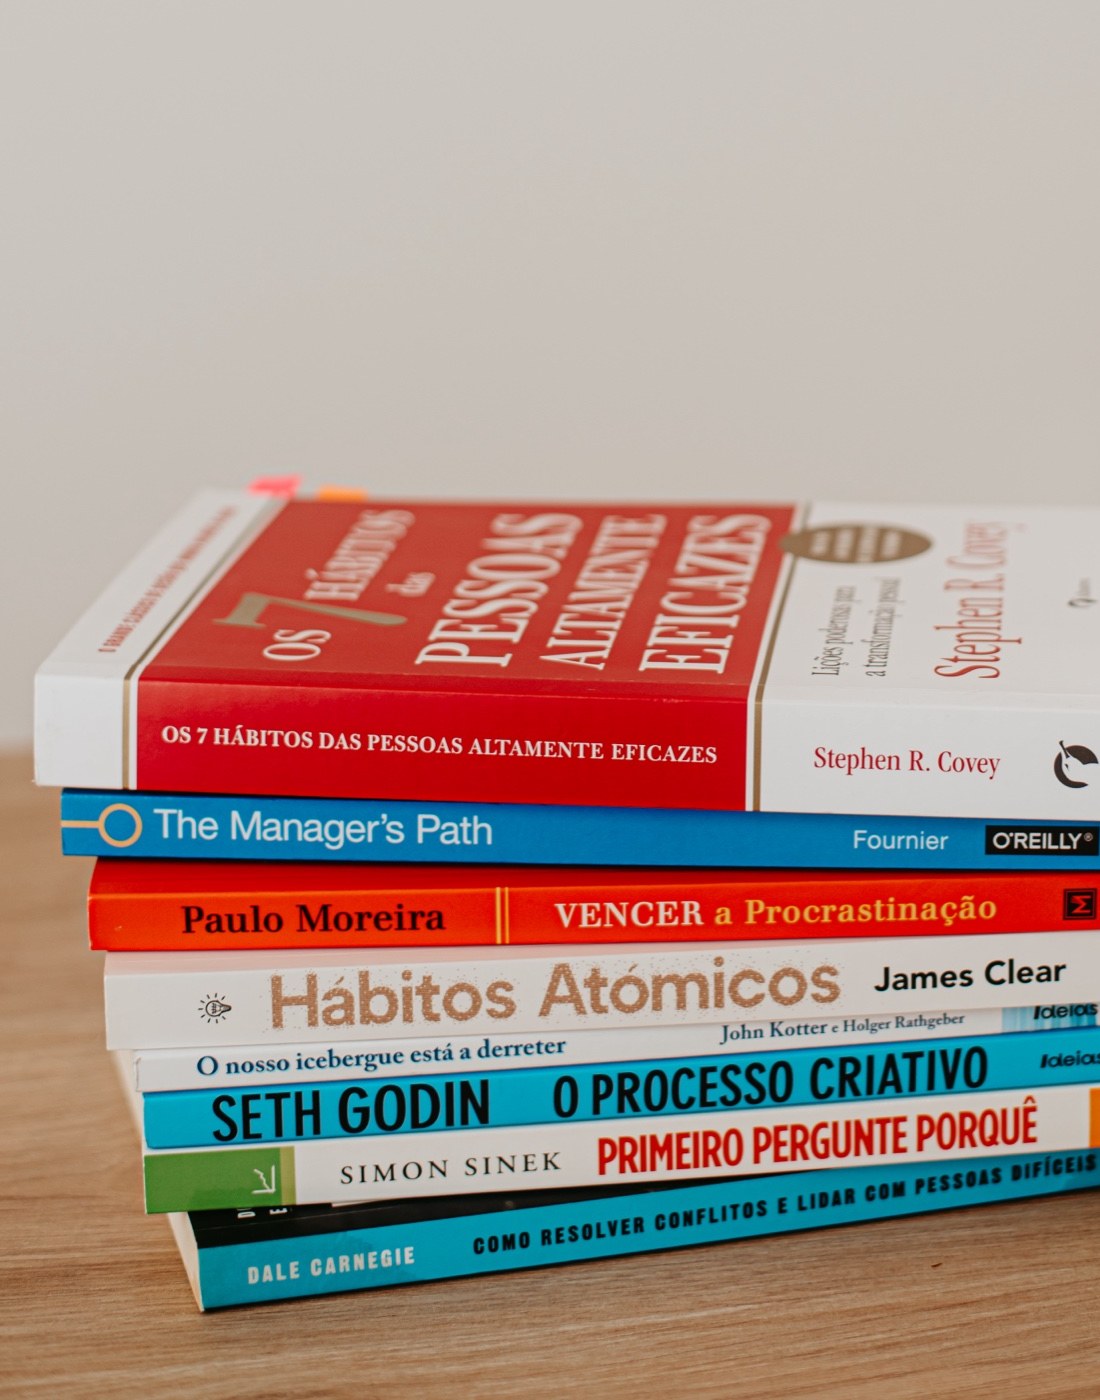 OS 7 HÁBITOS
das
PESSOAS
ALTAMENTE
EFICAZES
Lições poderosas para
a transformação pessoal
Stephen R. Covey
OS 7 HÁBITOS DAS PESSOAS ALTAMENTE EFICAZES Stephen R. Covey
The Manager's Path Fournier O'REILLY®
Paulo Moreira VENCER a Procrastinação
Hábitos Atómicos James Clear
O nosso icebergue está a derreter John Kotter e Holger Rathgeber Ideias
SETH GODIN O PROCESSO CRIATIVO Ideias
SIMON SINEK PRIMEIRO PERGUNTE PORQUÊ
DALE CARNEGIE COMO RESOLVER CONFLITOS E LIDAR COM PESSOAS DIFÍCEIS